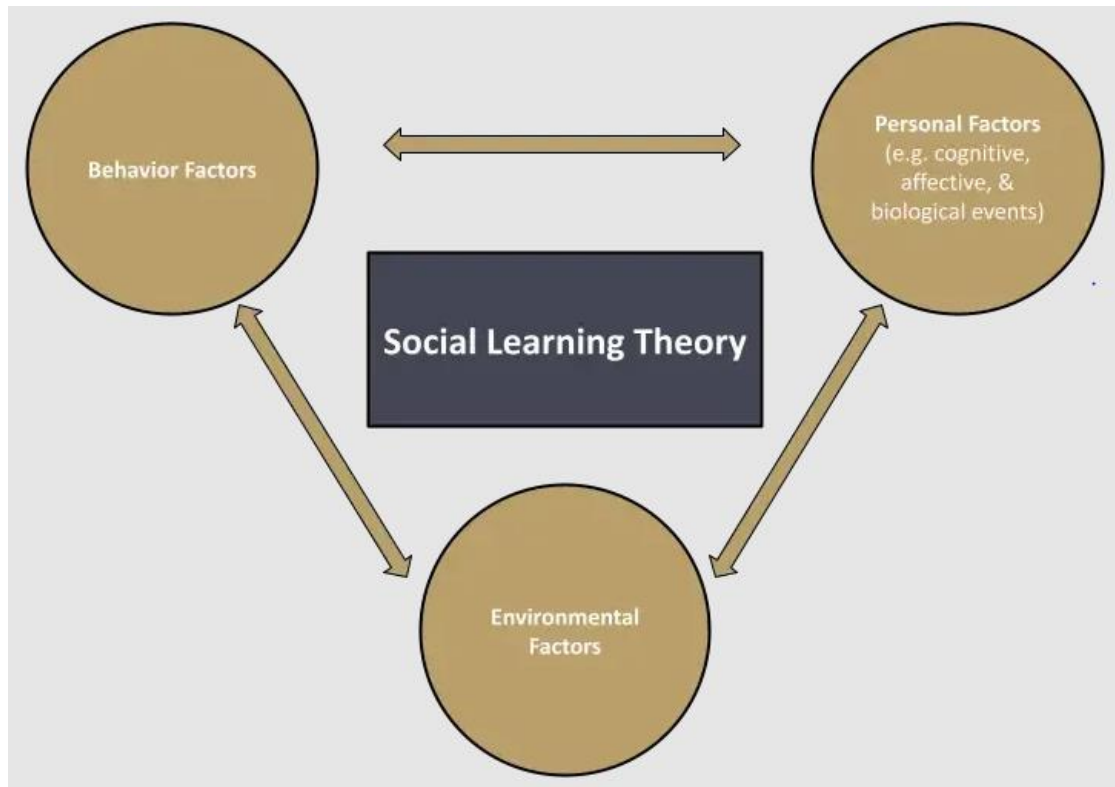 Behavior Factors
Personal Factors
(e.g. cognitive,
affective, &
biological events)
Social Learning Theory
Environmental
Factors